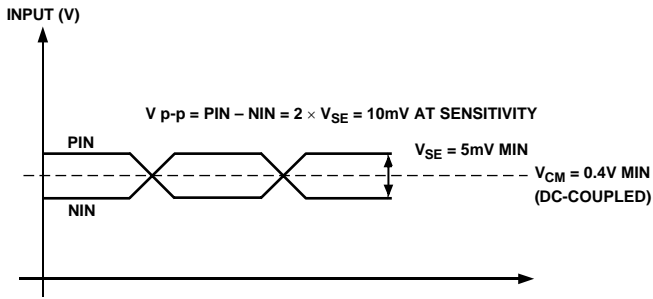 INPUT (V)
V p-p = PIN – NIN = 2 × VSE = 10mV AT SENSITIVITY
PIN
VSE = 5mV MIN
VCM = 0.4V MIN
(DC-COUPLED)
NIN